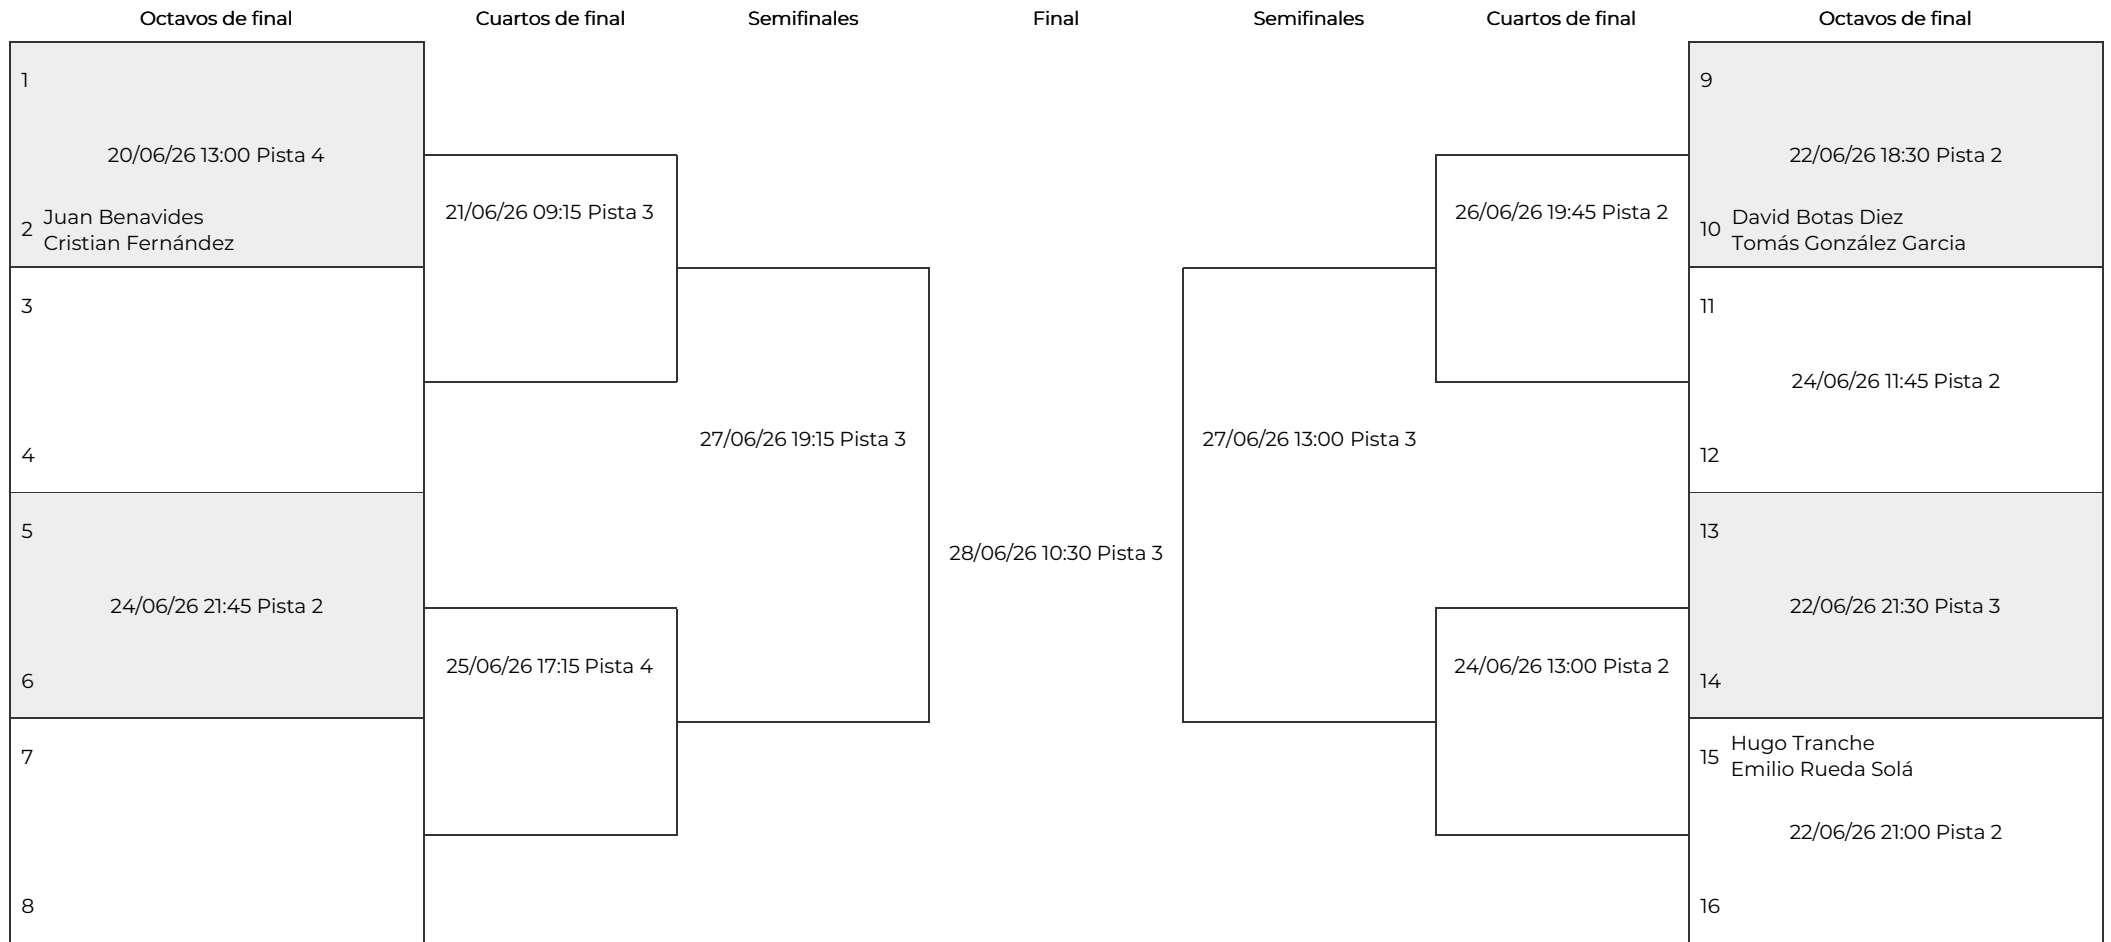 Octavos de final
Cuartos de final
Semifinales
Final
Semifinales
Cuartos de final
Octavos de final
1
20/06/26 13:00 Pista 4
2 Juan Benavides
Cristian Fernández
3
4
5
24/06/26 21:45 Pista 2
6
7
8
21/06/26 09:15 Pista 3
25/06/26 17:15 Pista 4
27/06/26 19:15 Pista 3
28/06/26 10:30 Pista 3
27/06/26 13:00 Pista 3
26/06/26 19:45 Pista 2
24/06/26 13:00 Pista 2
9
22/06/26 18:30 Pista 2
10 David Botas Diez
Tomás González Garcia
11
24/06/26 11:45 Pista 2
12
13
22/06/26 21:30 Pista 3
14
15 Hugo Tranche
Emilio Rueda Solá
22/06/26 21:00 Pista 2
16